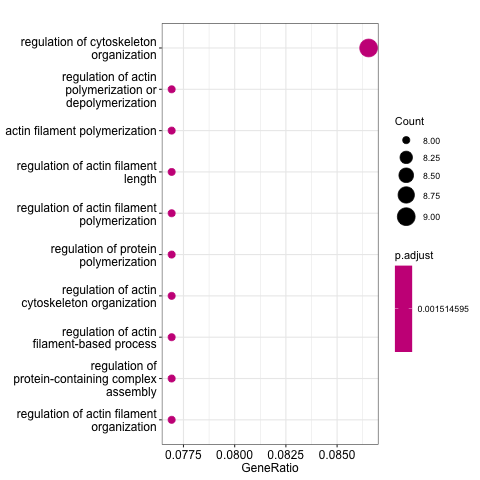 regulation of cytoskeleton
organization
regulation of actin
polymerization or
depolymerization
actin filament polymerization
regulation of actin filament
length
regulation of actin filament
polymerization
regulation of protein
polymerization
regulation of actin
cytoskeleton organization
regulation of actin
filament-based process
regulation of
protein-containing complex
assembly
regulation of actin filament
organization
0.0775 0.0800 0.0825 0.0850
GeneRatio
Count
8.00
8.25
8.50
8.75
9.00
p.adjust
0.001514595